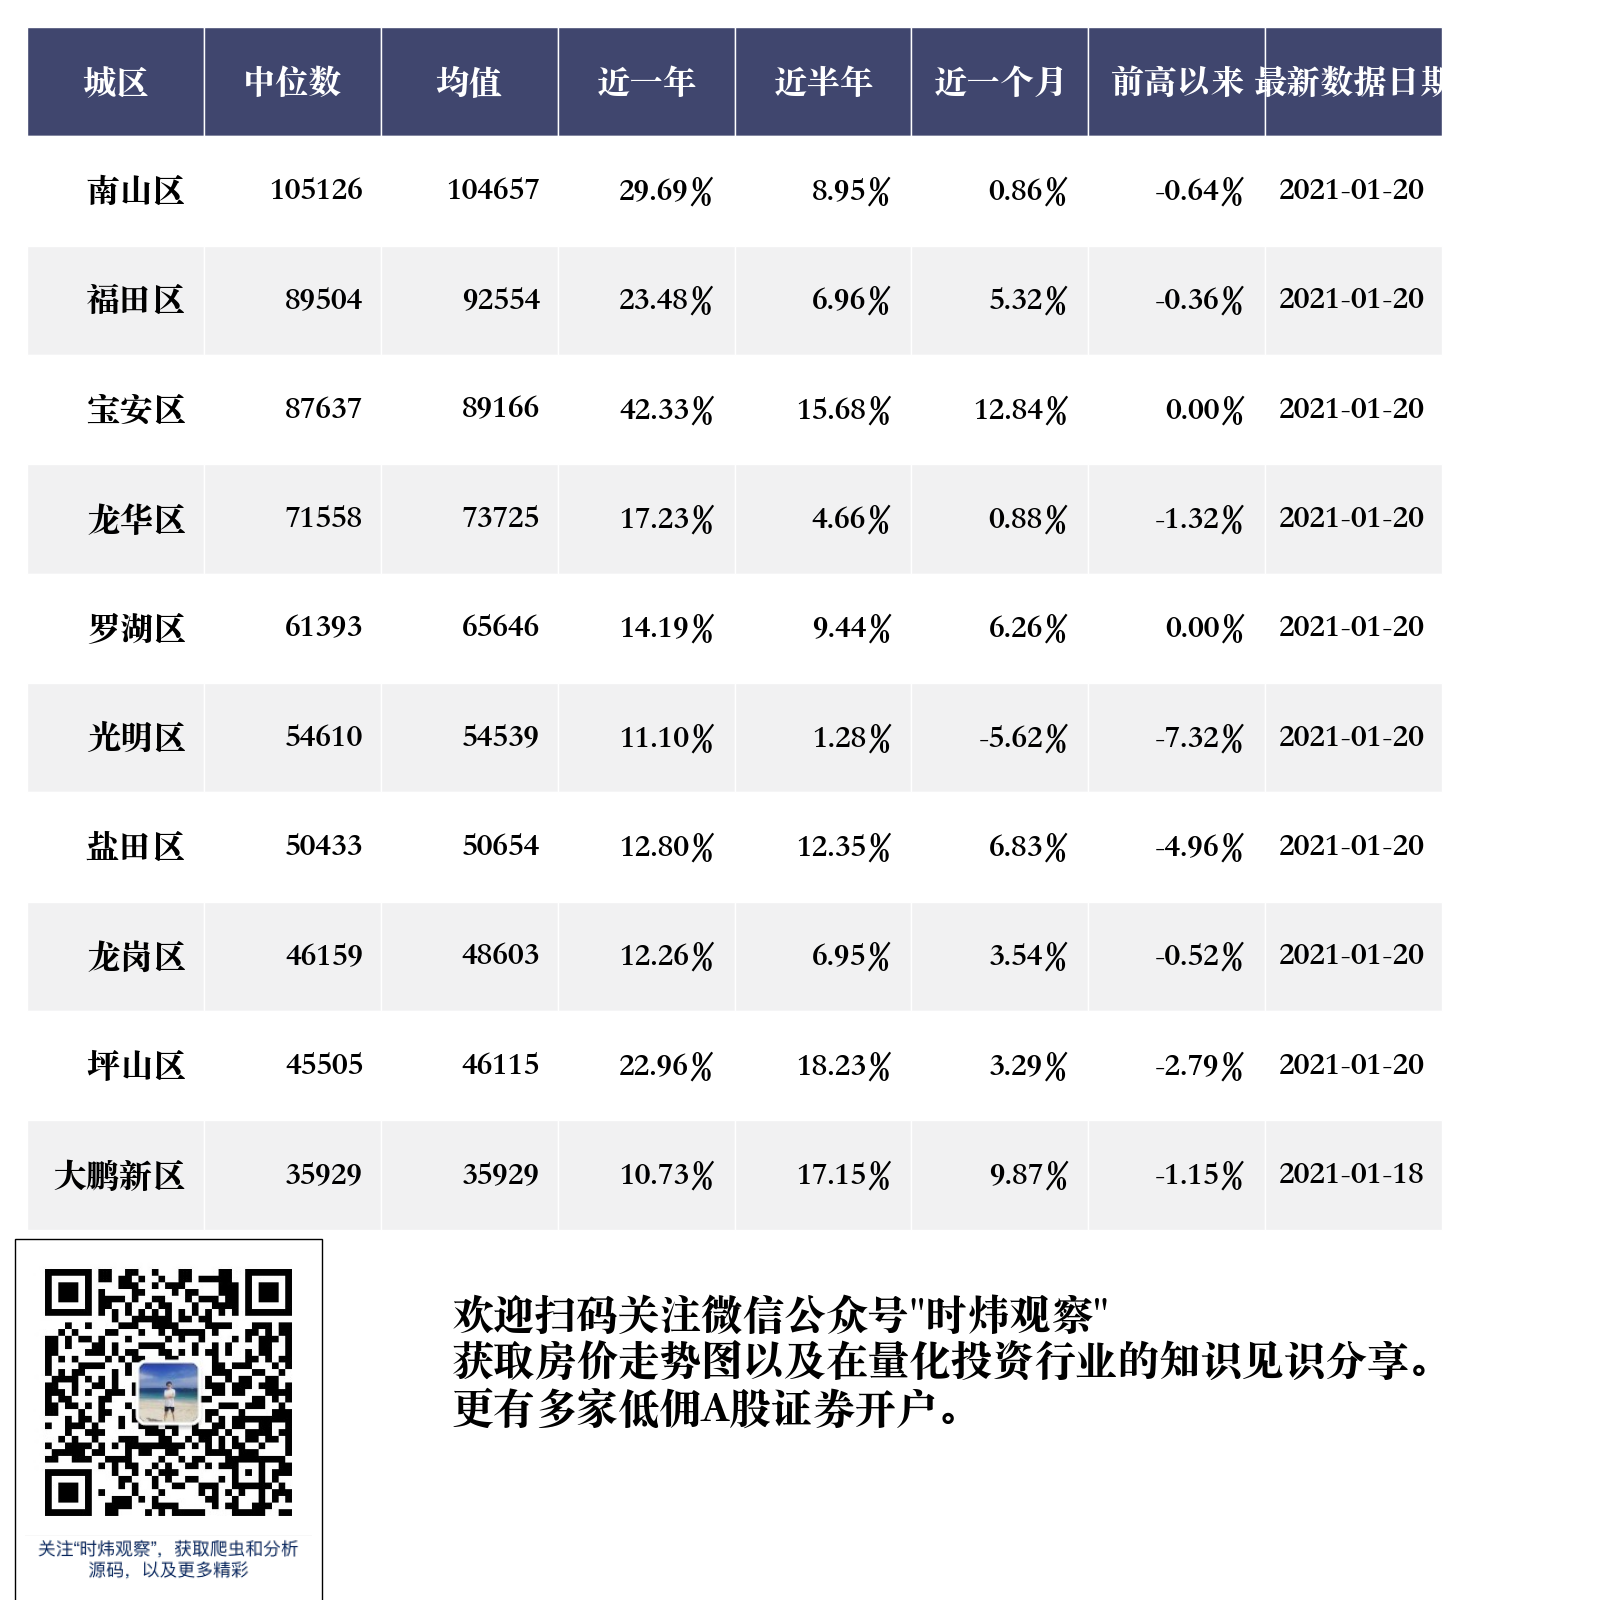 城区 中位数 均值 近一年 近半年 近一个月 前高以来 最新数据日期
南山区 105126 104657 29.69% 8.95% 0.86% -0.64% 2021-01-20
福田区 89504 92554 23.48% 6.96% 5.32% -0.36% 2021-01-20
宝安区 87637 89166 42.33% 15.68% 12.84% 0.00% 2021-01-20
龙华区 71558 73725 17.23% 4.66% 0.88% -1.32% 2021-01-20
罗湖区 61393 65646 14.19% 9.44% 6.26% 0.00% 2021-01-20
光明区 54610 54539 11.10% 1.28% -5.62% -7.32% 2021-01-20
盐田区 50433 50654 12.80% 12.35% 6.83% -4.96% 2021-01-20
龙岗区 46159 48603 12.26% 6.95% 3.54% -0.52% 2021-01-20
坪山区 45505 46115 22.96% 18.23% 3.29% -2.79% 2021-01-20
大鹏新区 35929 35929 10.73% 17.15% 9.87% -1.15% 2021-01-18
欢迎扫码关注微信公众号"时炜观察"
获取房价走势图以及在量化投资行业的知识见识分享。
更有多家低佣A股证券开户。
关注“时炜观察”，获取爬虫和分析
源码，以及更多精彩